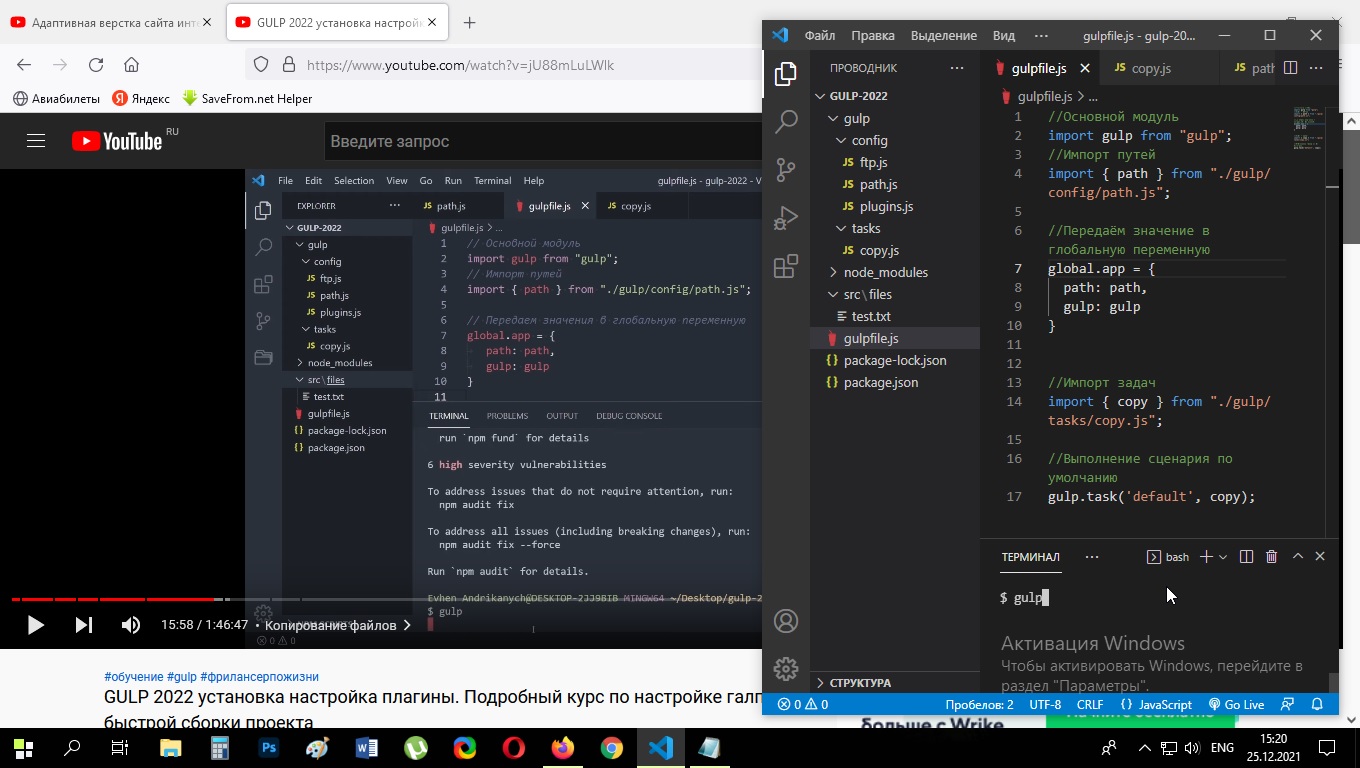 Адаптивная верстка сайта инте
GULP 2022 установка настройк
https://www.youtube.com/watch?v=jU88mLuLWlk
Авиабилеты
Яндекс
SaveFrom.net Helper
YouTube RU
Введите запрос
File Edit Selection View Go Run Terminal Help
gulpfile.js - gulp-2022 - V
EXPLORER
path.js
gulpfile.js
copy.js
GULP-2022
gulp
config
ftp.js
path.js
plugins.js
tasks
copy.js
node_modules
src\files
test.txt
gulpfile.js
package-lock.json
package.json
gulpfile.js > ...
1 // Основной модуль
2 import gulp from "gulp";
3 // Импорт путей
4 import { path } from "./gulp/config/path.js";
5
6 // Передаем значения в глобальную переменную
7 global.app = {
8 path: path,
9 gulp: gulp
10 }
11
TERMINAL PROBLEMS OUTPUT DEBUG CONSOLE
run `npm fund` for details
6 high severity vulnerabilities
To address issues that do not require attention, run:
npm audit fix
To address all issues (including breaking changes), run:
npm audit fix --force
Run `npm audit` for details.
Evhen Andrikanych@DESKTOP-2JJ98IB MINGW64 ~/Desktop/gulp-2
$ gulp
0 0
15:58 / 1:46:47 • Копирование файлов
#обучение #gulp #фрилансерпожизни
GULP 2022 установка настройка плагины. Подробный курс по настройке галп
быстрой сборки проекта
Файл Правка Выделение Вид ···
gulpfile.js - gulp-20...
ПРОВОДНИК
gulpfile.js
copy.js
path
GULP-2022
gulp
config
ftp.js
path.js
plugins.js
tasks
copy.js
node_modules
src\files
test.txt
gulpfile.js
package-lock.json
package.json
СТРУКТУРА
gulpfile.js > ...
1 //Основной модуль
2 import gulp from "gulp";
3 //Импорт путей
4 import { path } from "./gulp/
config/path.js";
5
6 //Передаём значение в
глобальную переменную
7 global.app = {
8 path: path,
9 gulp: gulp
10 }
11
12
13 //Импорт задач
14 import { copy } from "./gulp/
tasks/copy.js";
15
16 //Выполнение сценария по
умолчанию
17 gulp.task('default', copy);
ТЕРМИНАЛ
bash
$ gulp
Активация Windows
Чтобы активировать Windows, перейдите в
раздел "Параметры".
0 0
Пробелов: 2 UTF-8 CRLF {} JavaScript Go Live
больше с Wrike
ENG
15:20
25.12.2021